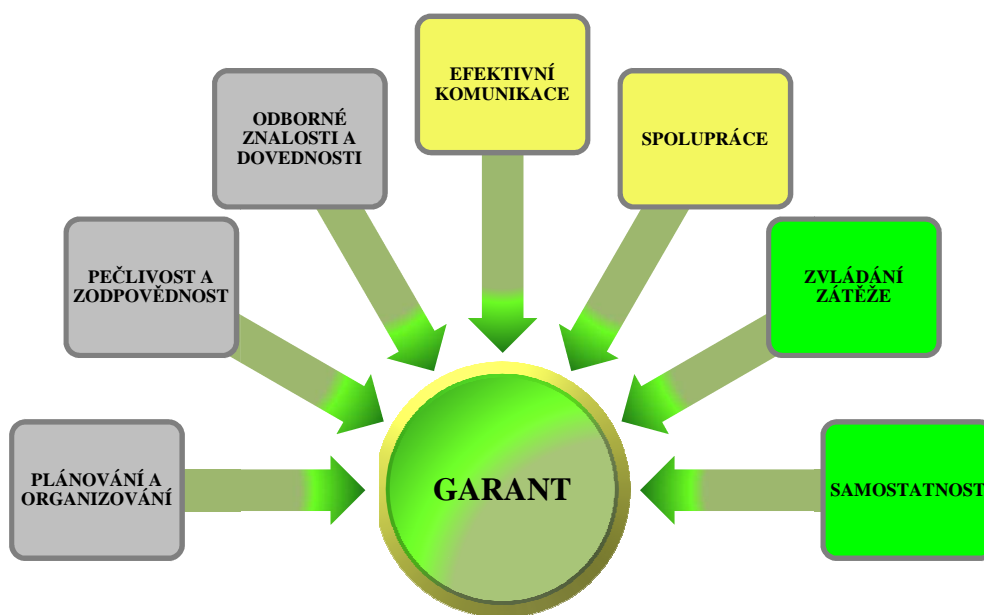 EFEKTIVNÍ
KOMUNIKACE
ODBORNÉ
ZNALOSTI A
DOVEDNOSTI
SPOLUPRÁCE
PEČLIVOST A
ZODPOVĚDNOST
ZVLÁDÁNÍ
ZÁTĚŽE
PLÁNOVÁNÍ A
ORGANIZOVÁNÍ
GARANT
SAMOSTATNOST